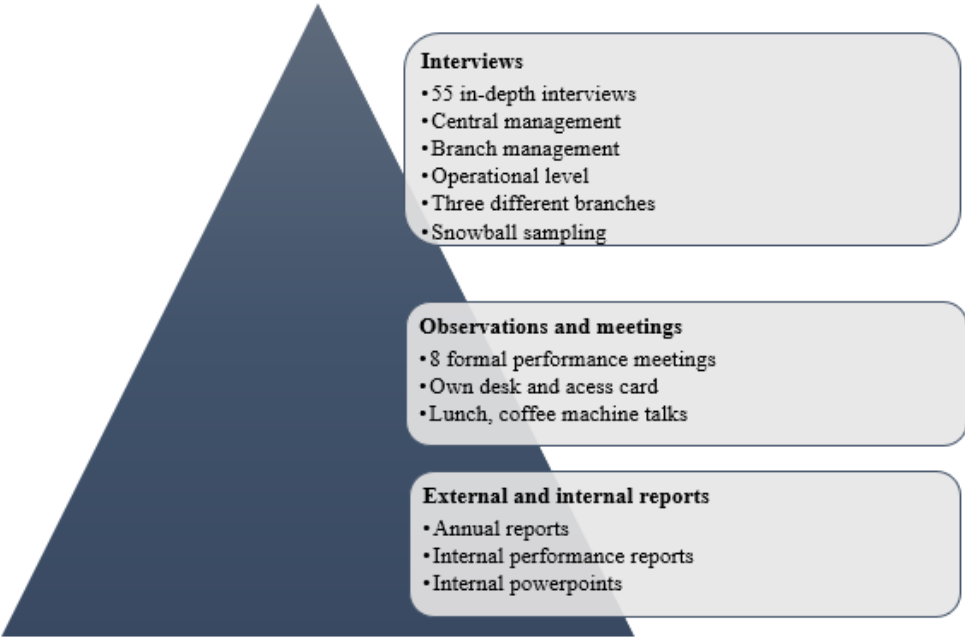 Interviews
•55 in-depth interviews
•Central management
•Branch management
•Operational level
•Three different branches
•Snowball sampling
Observations and meetings
•8 formal performance meetings
•Own desk and acess card
•Lunch, coffee machine talks
External and internal reports
•Annual reports
•Internal performance reports
•Internal powerpoints